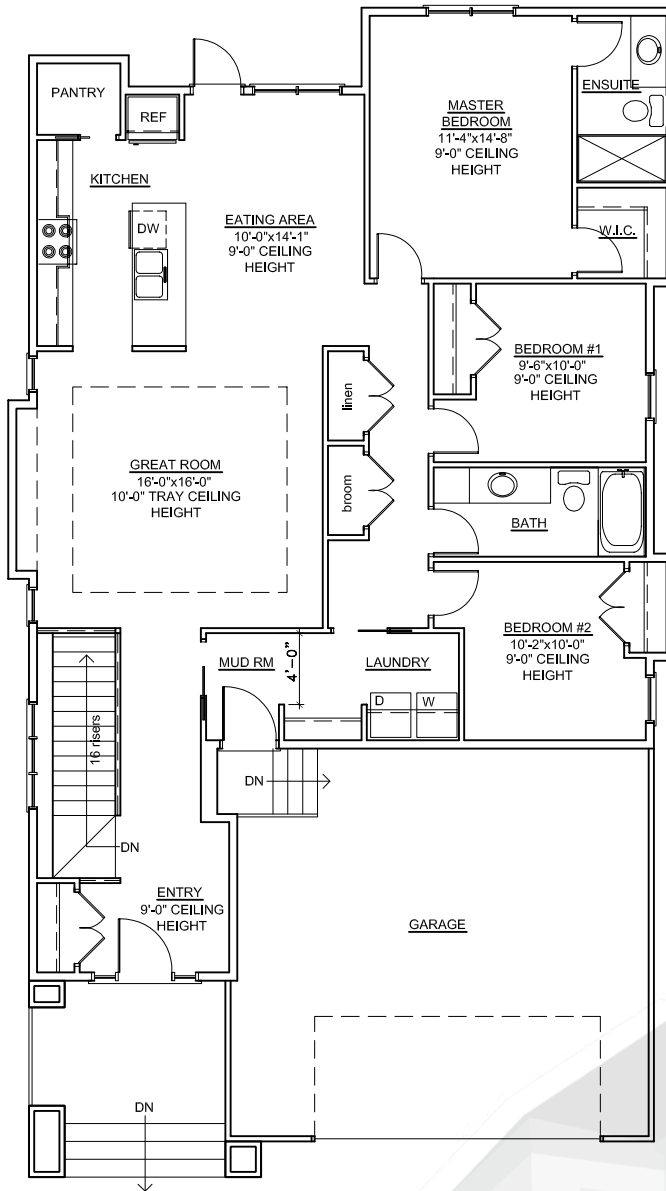 PANTRY
REF
KITCHEN
DW
EATING AREA
10'-0"x14'-1"
9'-0" CEILING
HEIGHT
MASTER
BEDROOM
11'-4"x14'-8"
9'-0" CEILING
HEIGHT
ENSUITE
W.I.C.
BEDROOM #1
9'-6"x10'-0"
9'-0" CEILING
HEIGHT
linen
broom
GREAT ROOM
16'-0"x16'-0"
10'-0" TRAY CEILING
HEIGHT
BATH
BEDROOM #2
10'-2"x10'-0"
9'-0" CEILING
HEIGHT
MUD RM
4'-0"
LAUNDRY
D
W
16 risers
DN
DN
ENTRY
9'-0" CEILING
HEIGHT
GARAGE
DN